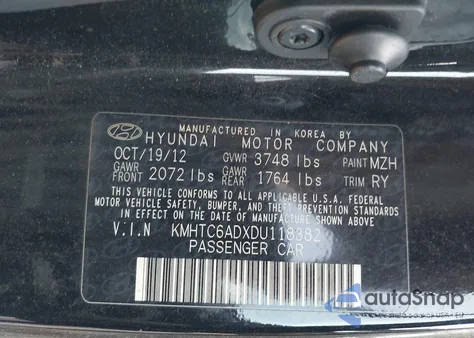 MANUFACTURED IN KOREA BY
HYUNDAI MOTOR COMPANY
OCT/19/12 GVWR 3748 lbs PAINT MZH
GAWR FRONT 2072 lbs GAWR REAR 1764 lbs TRIM RY
THIS VEHICLE CONFORMS TO ALL APPLICABLE U.S.A. FEDERAL
MOTOR VEHICLE SAFETY, BUMPER, AND THEFT PREVENTION
STANDARDS IN EFFECT ON THE DATE OF MANUFACTURE SHOWN ABOVE
V.I.N KMHTC6ADXDU118382
PASSENGER CAR
autoSnap